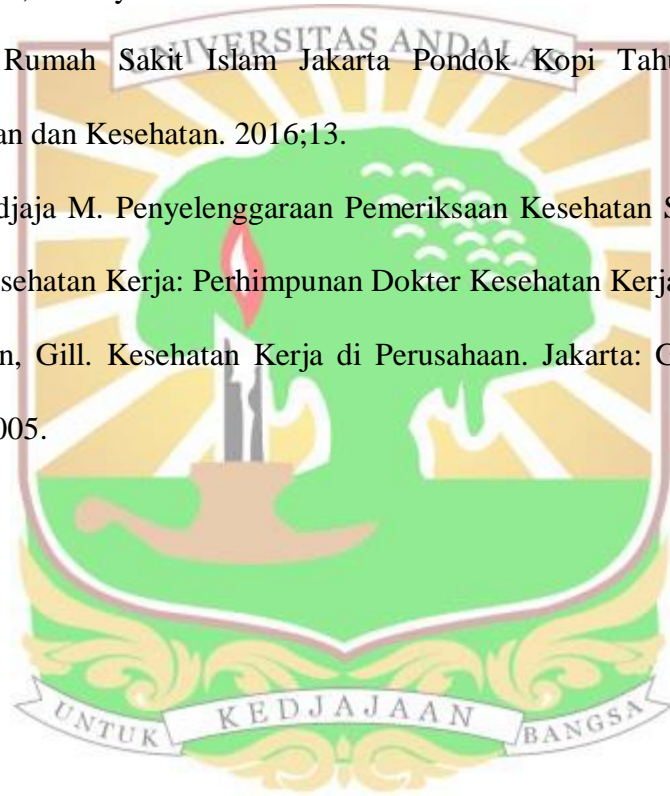 UNIVERSITAS ANDALAS
Rumah Sakit Islam Jakarta Pondok Kopi
an dan Kesehatan. 2016;13.
djaja M. Penyelenggaraan Pemeriksaan Kesehatan
sehatan Kerja: Perhimpunan Dokter Kesehatan Kerja
n, Gill. Kesehatan Kerja di Perusahaan. Jakarta:
005.
UNTUK KEDJAJAAN BANGSA